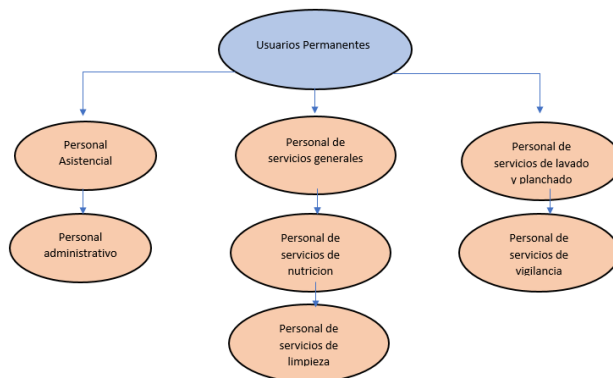 Usuarios Permanentes
Personal
Asistencial
Personal de
servicios generales
Personal de
servicios de lavado
y planchado
Personal
administrativo
Personal de
servicios de
nutricion
Personal de
servicios de
vigilancia
Personal de
servicios de
limpieza